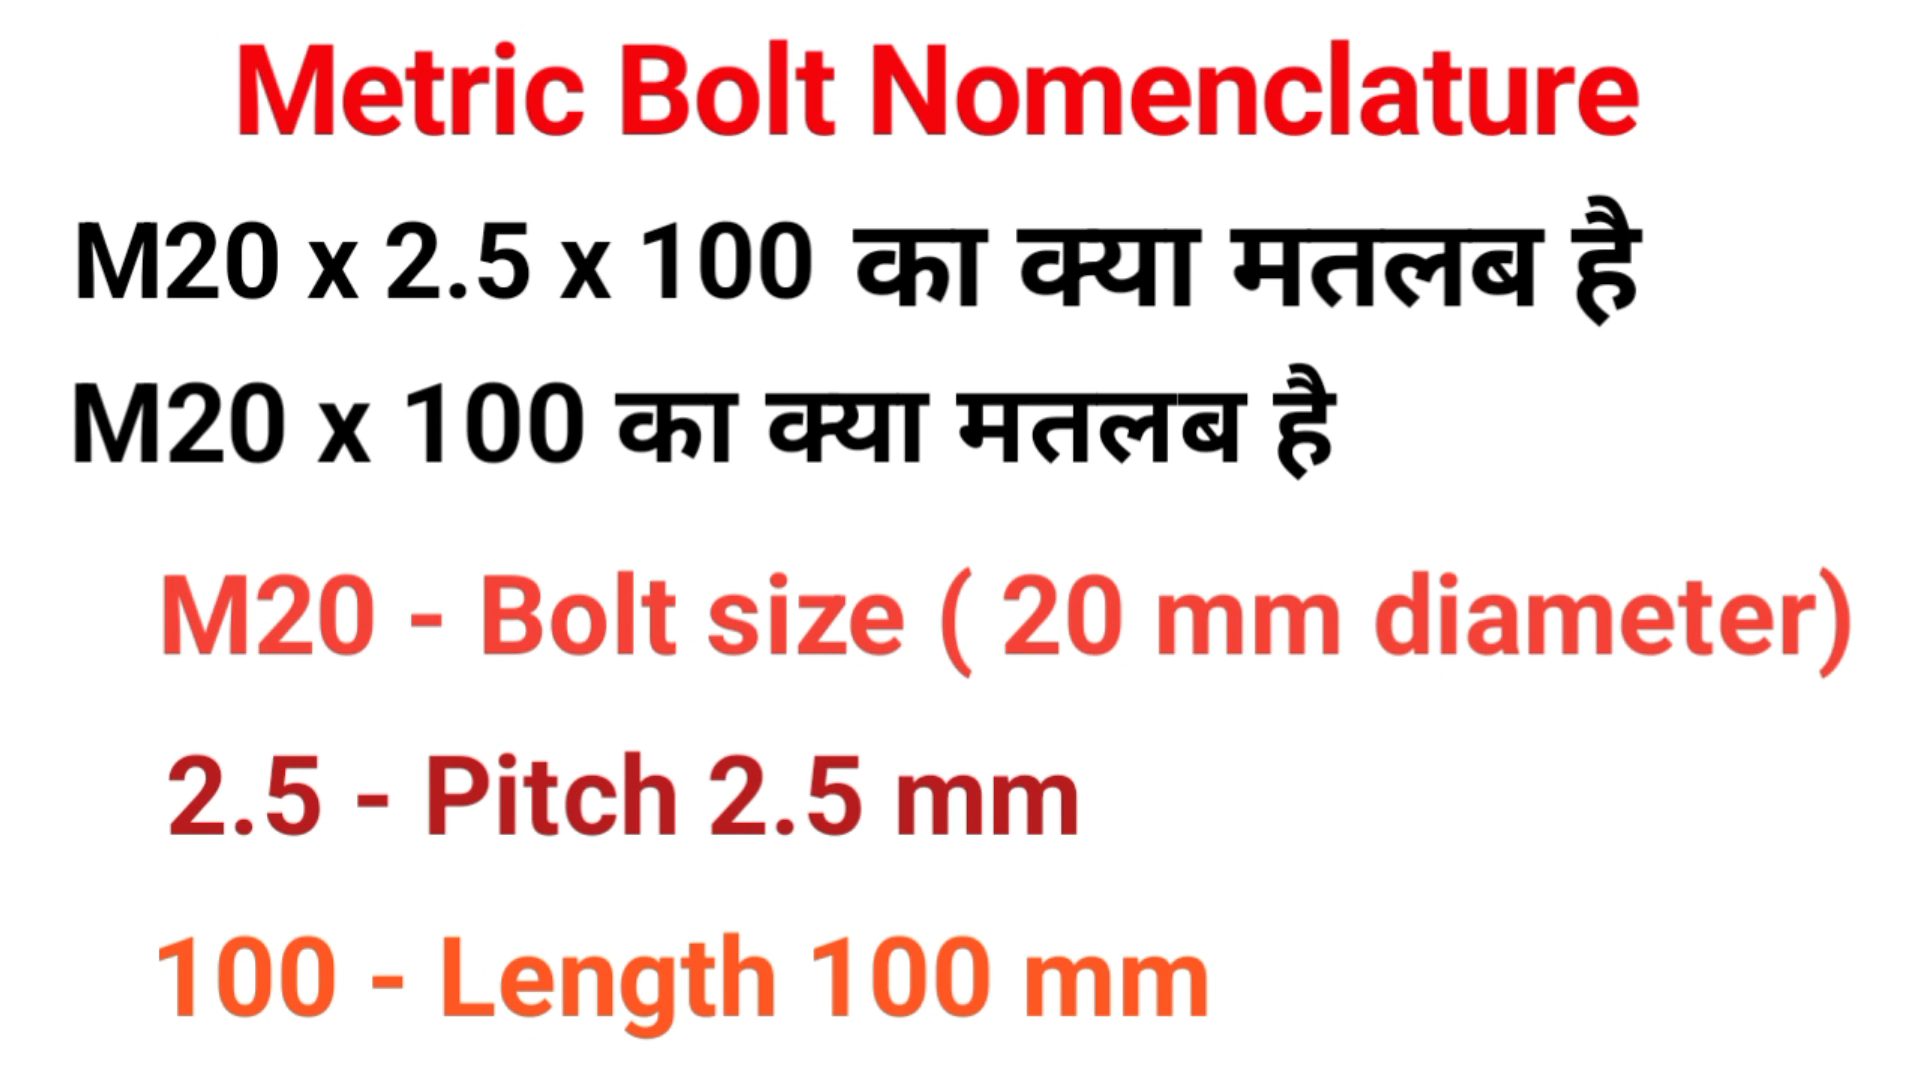 Metric Bolt Nomenclature
M20 x 2.5 x 100 का क्या मतलब है
M20 x 100 का क्या मतलब है
M20 - Bolt size ( 20 mm diameter)
2.5 - Pitch 2.5 mm
100 - Length 100 mm